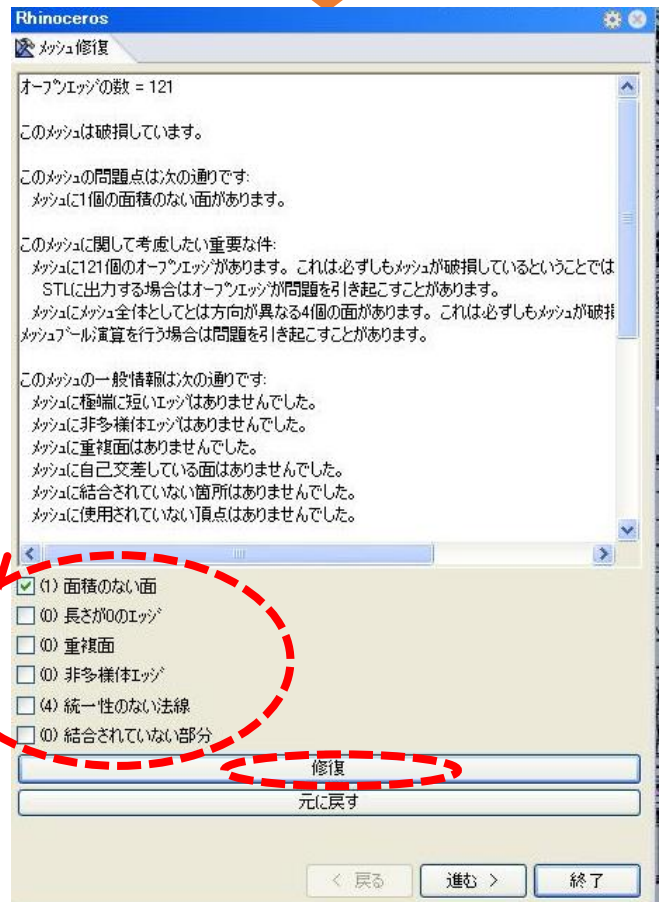 Rhinoceros
メッシュ修復
オープンエッジの数 = 121
このメッシュは破損しています。
このメッシュの問題点は次の通りです:
メッシュに1個の面積のない面があります。
このメッシュに関して考慮したい重要な件:
メッシュに121個のオープンエッジがあります。これは必ずしもメッシュが破損しているということでは
STLに出力する場合はオープンエッジが問題を引き起こすことがあります。
メッシュにメッシュ全体としてとは方向が異なる4個の面があります。これは必ずしもメッシュが破損
メッシュブール演算を行う場合は問題を引き起こすことがあります。
このメッシュの一般情報は次の通りです:
メッシュに極端に短いエッジはありませんでした。
メッシュに非多様体エッジはありませんでした。
メッシュに重複面はありませんでした。
メッシュに自己交差している面はありませんでした。
メッシュに結合されていない箇所はありませんでした。
メッシュに使用されていない頂点はありませんでした。
(1) 面積のない面
(0) 長さが0のエッジ
(0) 重複面
(0) 非多様体エッジ
(4) 統一性のない法線
(0) 結合されていない部分
修復
元に戻す
< 戻る 進む > 終了